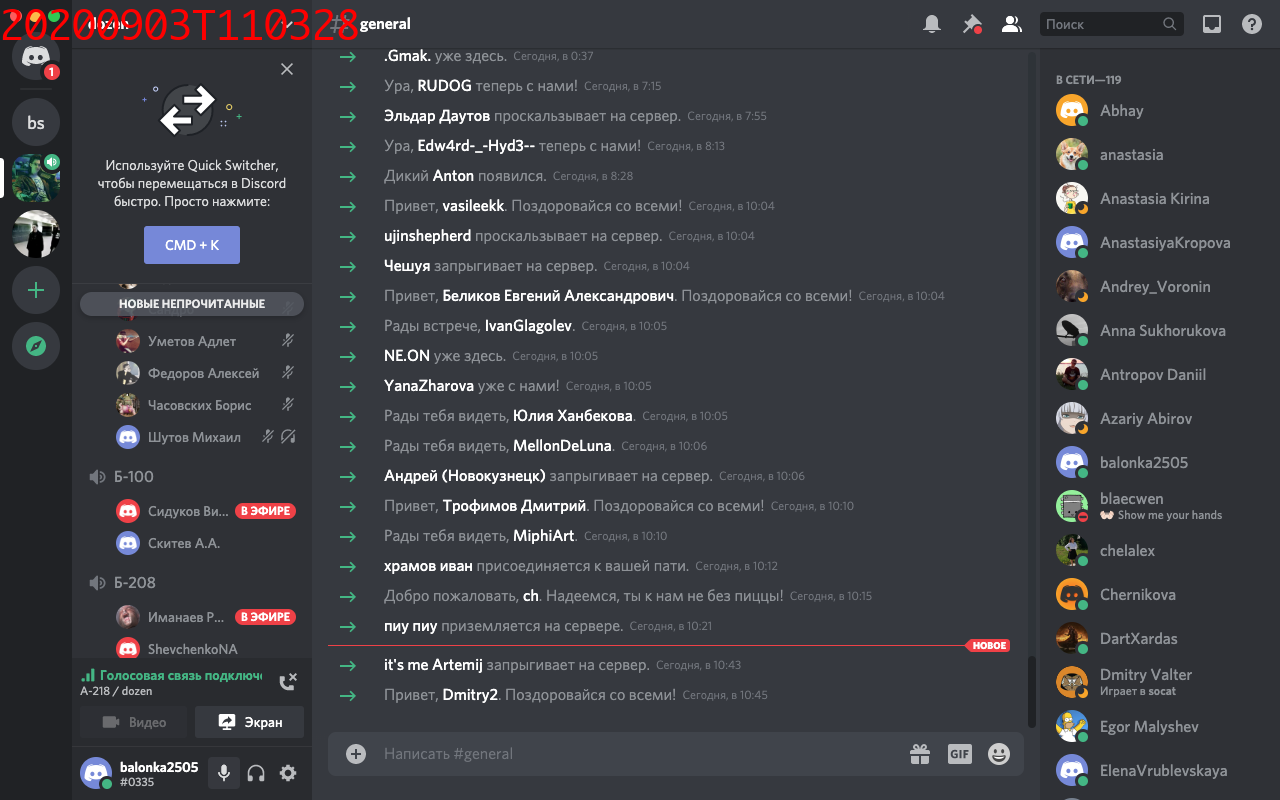 20200903T110328
dozen
general
Поиск
1
bs
Используйте Quick Switcher,
чтобы перемещаться в Discord
быстро. Просто нажмите:
CMD + K
НОВЫЕ НЕПРОЧИТАННЫЕ
Уметов Адлет
Федоров Алексей
Часовских Борис
Шутов Михаил
Б-100
Сидуков Ви... В ЭФИРЕ
Скитев А.А.
Б-208
Иманаев Р... В ЭФИРЕ
ShevchenkoNA
Голосовая связь подключе
A-218 / dozen
Видео
Экран
balonka2505
#0335
.Gmak. уже здесь. Сегодня, в 0:37
Ура, RUDOG теперь с нами! Сегодня, в 7:15
Эльдар Даутов проскальзывает на сервер. Сегодня, в 7:55
Ура, Edw4rd-_-Hyd3-- теперь с нами! Сегодня, в 8:13
Дикий Anton появился. Сегодня, в 8:28
Привет, vasileekk. Поздоровайся со всеми! Сегодня, в 10:04
ujinshepherd проскальзывает на сервер. Сегодня, в 10:04
Чешуя запрыгивает на сервер. Сегодня, в 10:04
Привет, Беликов Евгений Александрович. Поздоровайся со всеми! Сегодня, в 10:04
Рады встрече, IvanGlagolev. Сегодня, в 10:05
NE.ON уже здесь. Сегодня, в 10:05
YanaZharova уже с нами! Сегодня, в 10:05
Рады тебя видеть, Юлия Ханбекова. Сегодня, в 10:05
Рады тебя видеть, MellonDeLuna. Сегодня, в 10:06
Андрей (Новокузнецк) запрыгивает на сервер. Сегодня, в 10:06
Привет, Трофимов Дмитрий. Поздоровайся со всеми! Сегодня, в 10:10
Рады тебя видеть, MiphiArt. Сегодня, в 10:10
храмов иван присоединяется к вашей пати. Сегодня, в 10:12
Добро пожаловать, ch. Надеемся, ты к нам не без пиццы! Сегодня, в 10:15
пиу пиу приземляется на сервере. Сегодня, в 10:21
НОВОЕ
it's me Artemij запрыгивает на сервер. Сегодня, в 10:43
Привет, Dmitry2. Поздоровайся со всеми! Сегодня, в 10:45
Написать #general
GIF
В СЕТИ—119
Abhay
anastasia
Anastasia Kirina
AnastasiyaKropova
Andrey_Voronin
Anna Sukhorukova
Antropov Daniil
Azariy Abirov
balonka2505
blaecwen
Show me your hands
chelalex
Chernikova
DartXardas
Dmitry Valter
Играет в socat
Egor Malyshev
ElenaVrublevskaya